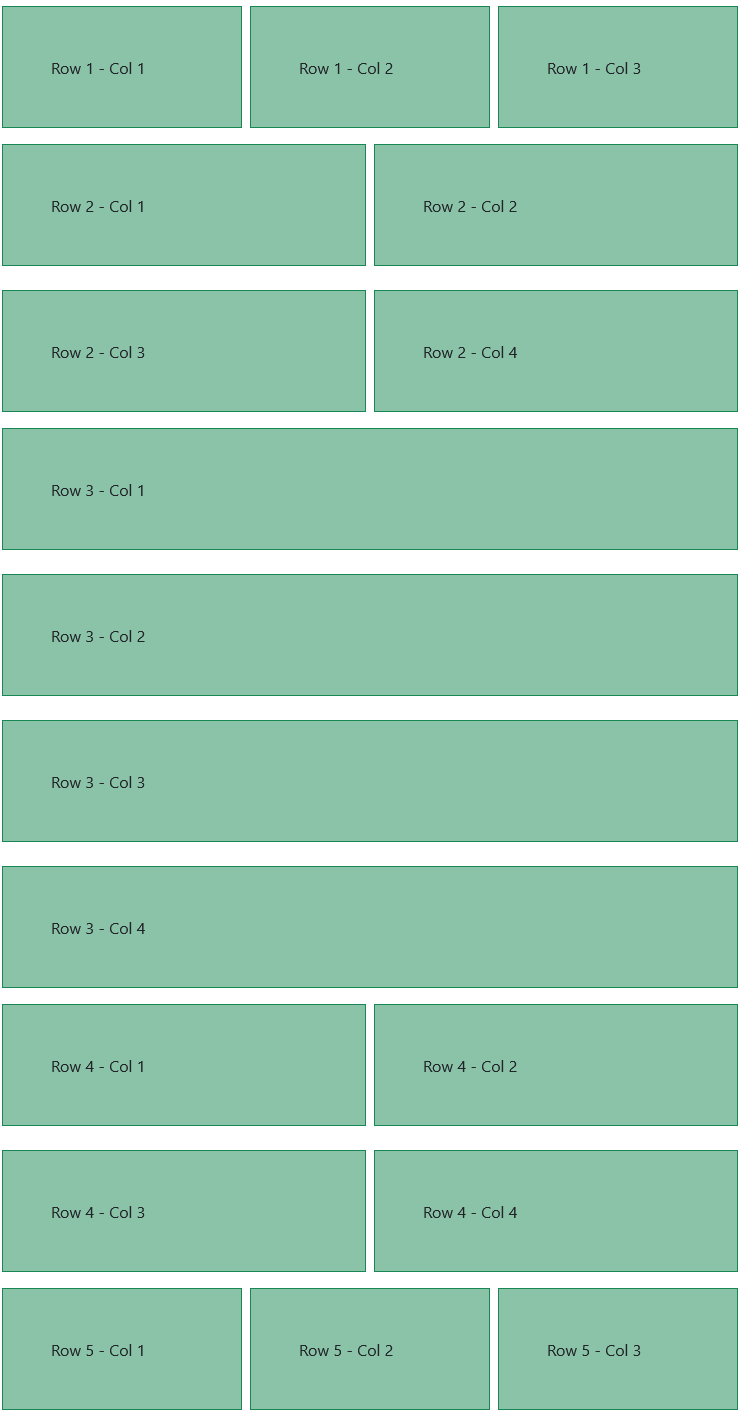 Row 1 - Col 1
Row 1 - Col 2
Row 1 - Col 3
Row 2 - Col 1
Row 2 - Col 2
Row 2 - Col 3
Row 2 - Col 4
Row 3 - Col 1
Row 3 - Col 2
Row 3 - Col 3
Row 3 - Col 4
Row 4 - Col 1
Row 4 - Col 2
Row 4 - Col 3
Row 4 - Col 4
Row 5 - Col 1
Row 5 - Col 2
Row 5 - Col 3